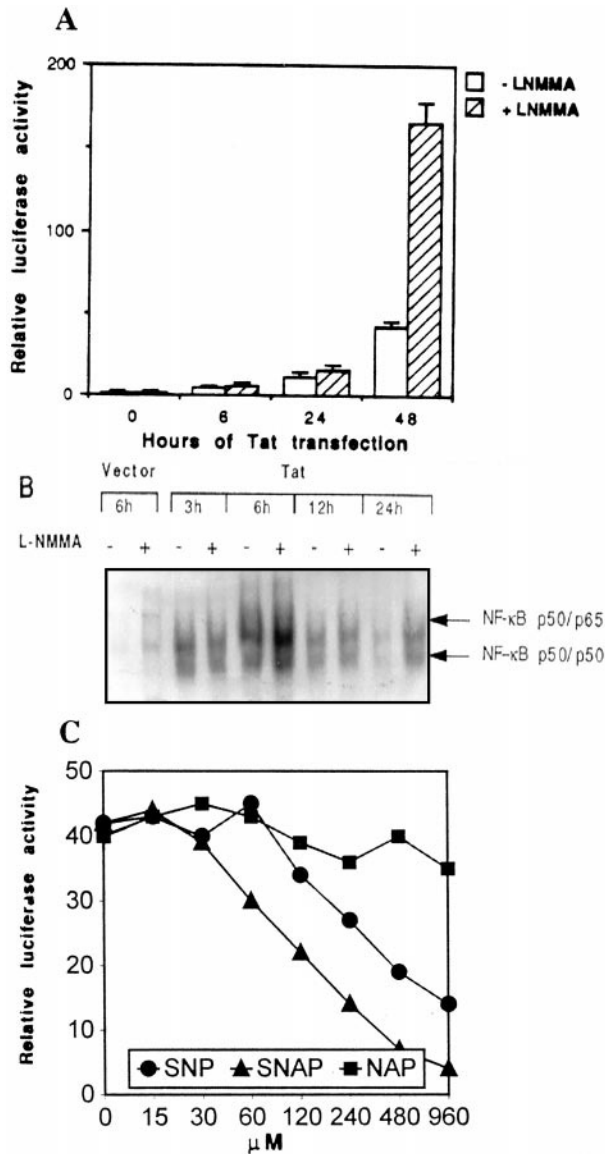 A
200
100
0
Relative luciferase activity
- LNMMA
+ LNMMA
0 6 24 48
Hours of Tat transfection
B
Vector Tat
6h 3h 6h 12h 24h
L-NMMA - + - + - + - + - +
NF-κB p50/p65
NF-κB p50/p50
C
50
40
30
20
10
0
Relative luciferase activity
SNP SNAP NAP
0 15 30 60 120 240 480 960
μM